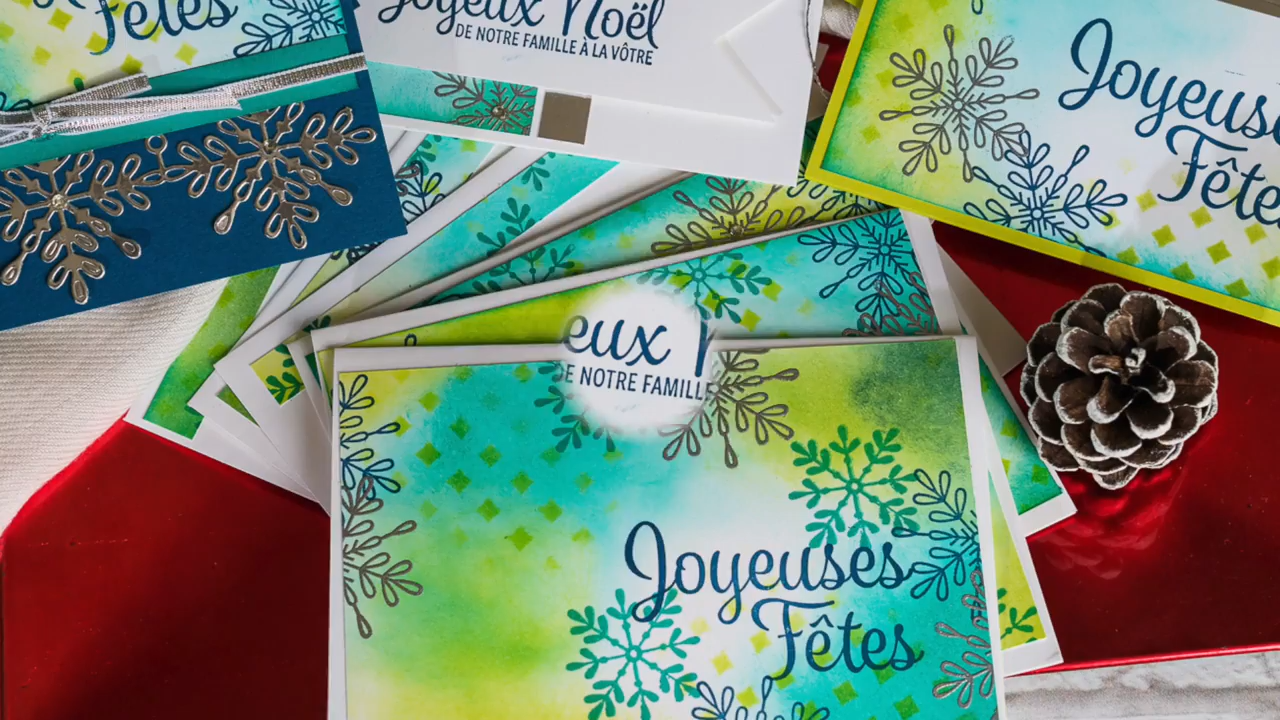 Fêtes
Joyeux Noël
DE NOTRE FAMILLE À LA VÔTRE
Joyeuses
Fêtes
eux
DE NOTRE FAMILLE
Joyeuses
Fêtes